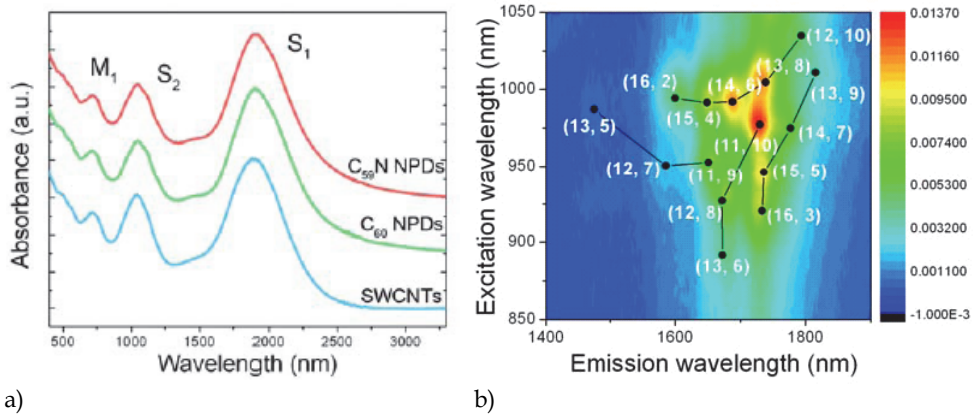 M1
S2
S1
C59N NPDs
C60 NPDs
SWCNTs
Absorbance (a.u.)
500 1000 1500 2000 2500 3000
Wavelength (nm)
a)
1050
1000
950
900
850
Excitation wavelength (nm)
(12, 10)
(13, 8)
(16, 2)
(14, 6)
(13, 9)
(15, 4)
(13, 5)
(14, 7)
(11, 10)
(12, 7)
(11, 9)
(15, 5)
(12, 8)
(16, 3)
(13, 6)
1400 1600 1800
Emission wavelength (nm)
0.01370
0.01160
0.009500
0.007400
0.005300
0.003200
0.001100
-1.000E-3
b)